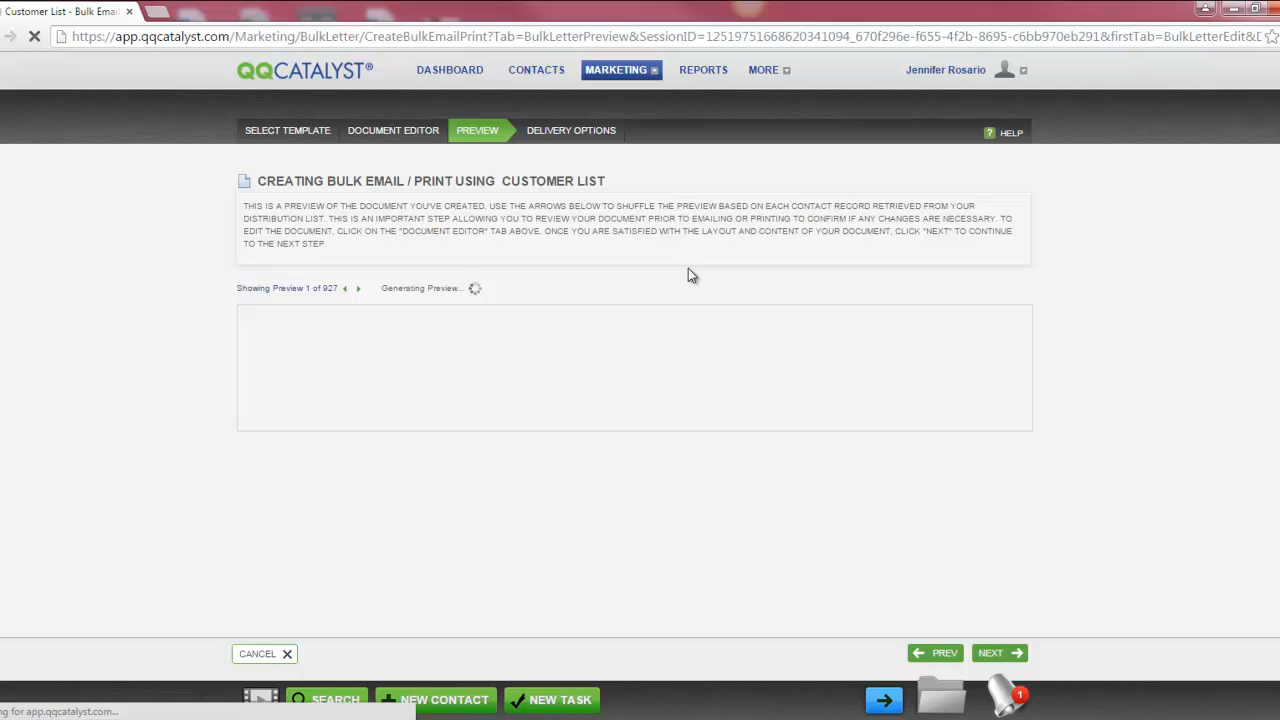 Customer List - Bulk Emai
https://app.qqcatalyst.com/Marketing/BulkLetter/CreateBulkEmailPrint?Tab=BulkLetterPreview&SessionID=12519751668620341094_670f296e-f655-4f2b-8695-c6bb970eb291&firstTab=BulkLetterEdit&D
QQCATALYST® DASHBOARD CONTACTS MARKETING REPORTS MORE Jennifer Rosario
SELECT TEMPLATE DOCUMENT EDITOR PREVIEW DELIVERY OPTIONS ? HELP
CREATING BULK EMAIL / PRINT USING CUSTOMER LIST
THIS IS A PREVIEW OF THE DOCUMENT YOU'VE CREATED. USE THE ARROWS BELOW TO SHUFFLE THE PREVIEW BASED ON EACH CONTACT RECORD RETRIEVED FROM YOUR
DISTRIBUTION LIST. THIS IS AN IMPORTANT STEP ALLOWING YOU TO REVIEW YOUR DOCUMENT PRIOR TO EMAILING OR PRINTING TO CONFIRM IF ANY CHANGES ARE NECESSARY. TO
EDIT THE DOCUMENT, CLICK ON THE "DOCUMENT EDITOR" TAB ABOVE. ONCE YOU ARE SATISFIED WITH THE LAYOUT AND CONTENT OF YOUR DOCUMENT, CLICK "NEXT" TO CONTINUE
TO THE NEXT STEP.
Showing Preview 1 of 927 Generating Preview...
CANCEL PREV NEXT
SEARCH NEW CONTACT NEW TASK 1
ng for app.qqcatalyst.com...